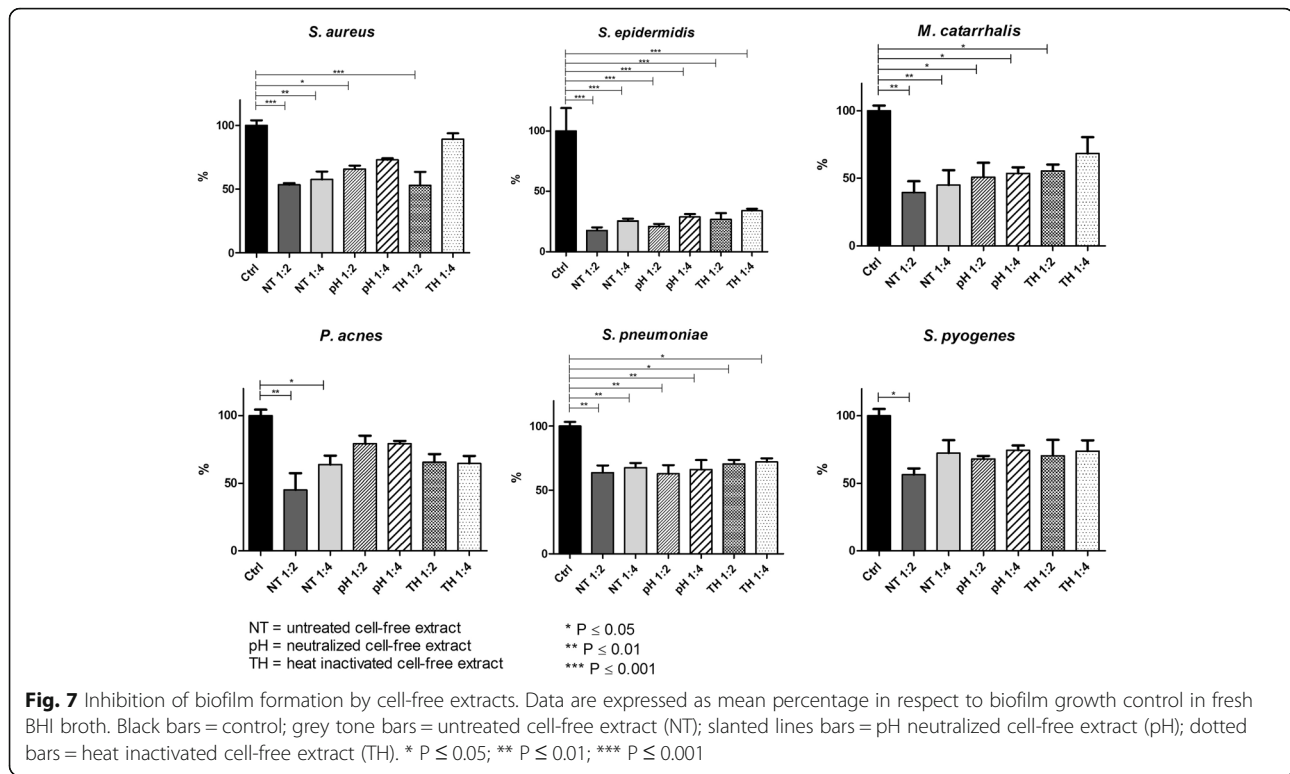 S. aureus
***
*
**
***
100
50
0
%
Ctrl
NT 1:2
NT 1:4
pH 1:2
pH 1:4
TH 1:2
TH 1:4
S. epidermidis
***
***
***
***
***
***
100
50
0
%
Ctrl
NT 1:2
NT 1:4
pH 1:2
pH 1:4
TH 1:2
TH 1:4
M. catarrhalis
*
*
*
**
**
100
50
0
%
Ctrl
NT 1:2
NT 1:4
pH 1:2
pH 1:4
TH 1:2
TH 1:4
P. acnes
*
**
100
50
0
%
Ctrl
NT 1:2
NT 1:4
pH 1:2
pH 1:4
TH 1:2
TH 1:4
S. pneumoniae
*
*
**
**
**
**
100
50
0
%
Ctrl
NT 1:2
NT 1:4
pH 1:2
pH 1:4
TH 1:2
TH 1:4
S. pyogenes
*
100
50
0
%
Ctrl
NT 1:2
NT 1:4
pH 1:2
pH 1:4
TH 1:2
TH 1:4
NT = untreated cell-free extract
pH = neutralized cell-free extract
TH = heat inactivated cell-free extract
* P ≤ 0.05
** P ≤ 0.01
*** P ≤ 0.001
Fig. 7 Inhibition of biofilm formation by cell-free extracts. Data are expressed as mean percentage in respect to biofilm growth control in fresh
BHI broth. Black bars = control; grey tone bars = untreated cell-free extract (NT); slanted lines bars = pH neutralized cell-free extract (pH); dotted
bars = heat inactivated cell-free extract (TH). * P ≤ 0.05; ** P ≤ 0.01; *** P ≤ 0.001